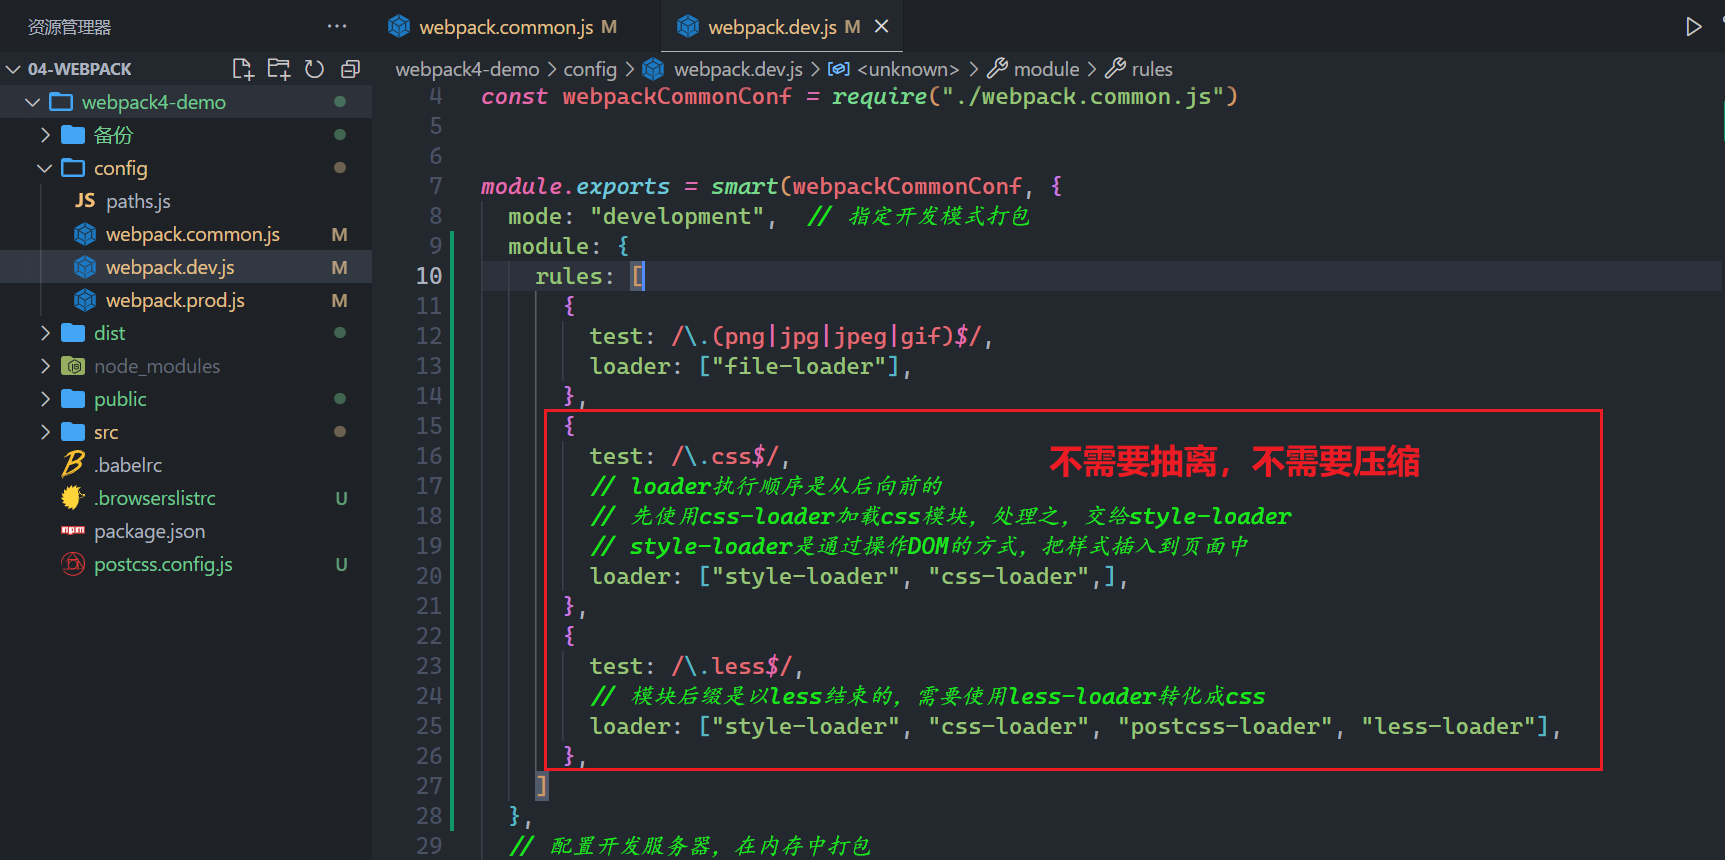 资源管理器 ···
webpack.common.js M
webpack.dev.js M
04-WEBPACK
webpack4-demo
备份
config
JS paths.js
webpack.common.js M
webpack.dev.js M
webpack.prod.js M
dist
node_modules
public
src
.babelrc
.browserslistrc U
npm package.json
postcss.config.js U
webpack4-demo > config > webpack.dev.js > <unknown> > module > rules
4 const webpackCommonConf = require("./webpack.common.js")
5
6
7 module.exports = smart(webpackCommonConf, {
8 mode: "development", // 指定开发模式打包
9 module: {
10 rules: [
11 {
12 test: /\.(png|jpg|jpeg|gif)$/,
13 loader: ["file-loader"],
14 },
15 {
16 test: /\.css$/,
不需要抽离，不需要压缩
17 // loader执行顺序是从后向前的
18 // 先使用css-loader加载css模块，处理之，交给style-loader
19 // style-loader是通过操作DOM的方式，把样式插入到页面中
20 loader: ["style-loader", "css-loader",],
21 },
22 {
23 test: /\.less$/,
24 // 模块后缀是以less结束的，需要使用less-loader转化成css
25 loader: ["style-loader", "css-loader", "postcss-loader", "less-loader"],
26 },
27 ]
28 },
29 // 配置开发服务器，在内存中打包